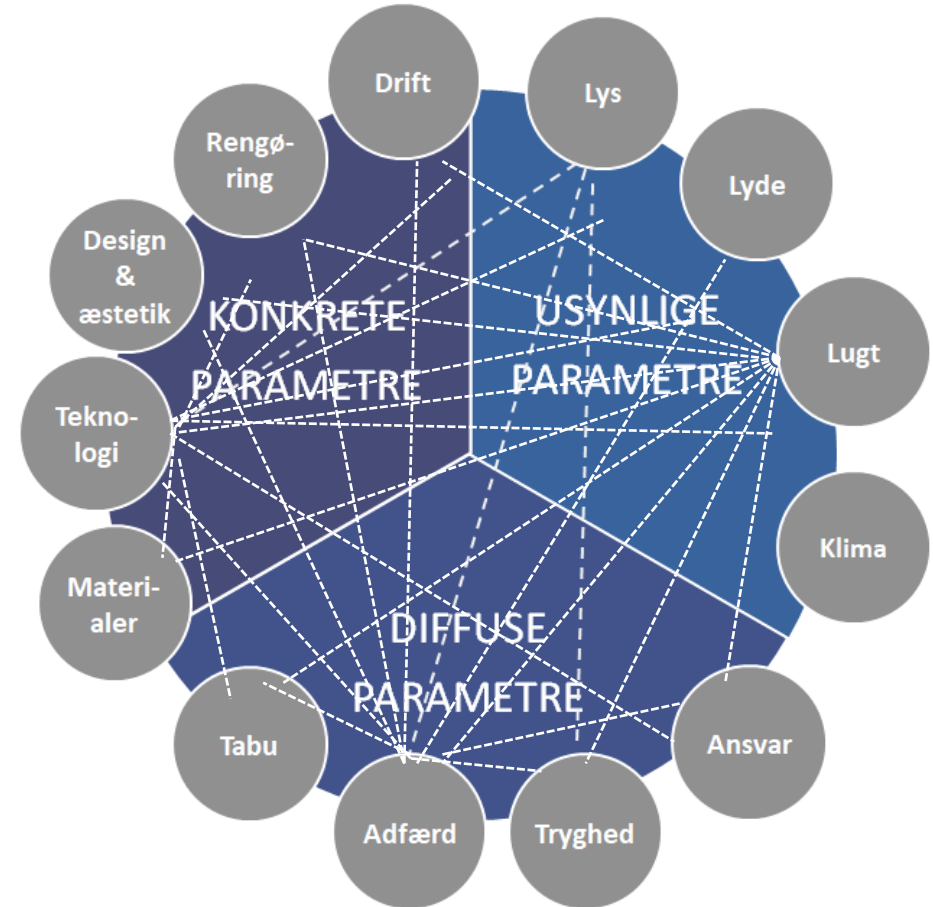 Drift
Lys
Rengø-
ring
Lyde
Design
&
æstetik
KONKRETE
PARAMETRE
USYNLIGE
PARAMETRE
Lugt
Tekno-
logi
Klima
Materi-
aler
DIFFUSE
PARAMETRE
Tabu
Ansvar
Adfærd
Tryghed